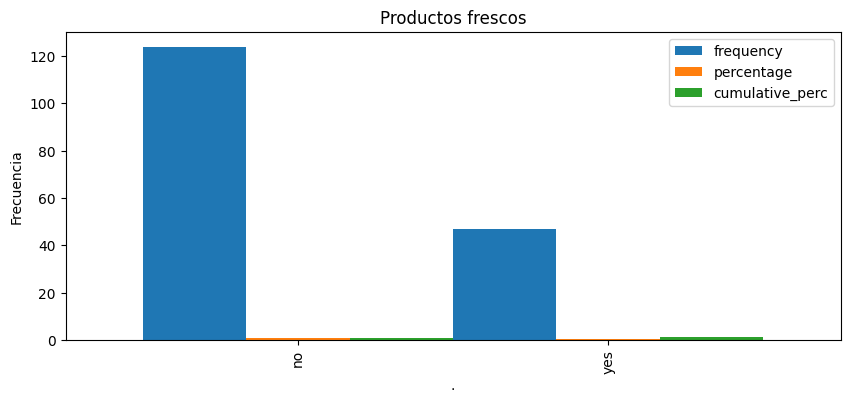 Productos frescos
frequency
percentage
cumulative_perc
Frecuencia
120
100
80
60
40
20
0
no
yes
.